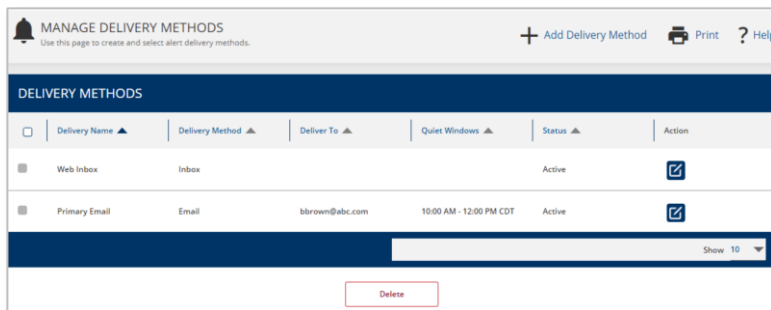 MANAGE DELIVERY METHODS
Use this page to create and select alert delivery methods.
Add Delivery Method Print ? Help
DELIVERY METHODS
Delivery Name Delivery Method Deliver To Quiet Windows Status Action
Web Inbox Inbox Active
Primary Email Email bbrown@abc.com 10:00 AM - 12:00 PM CDT Active
Show 10
Delete